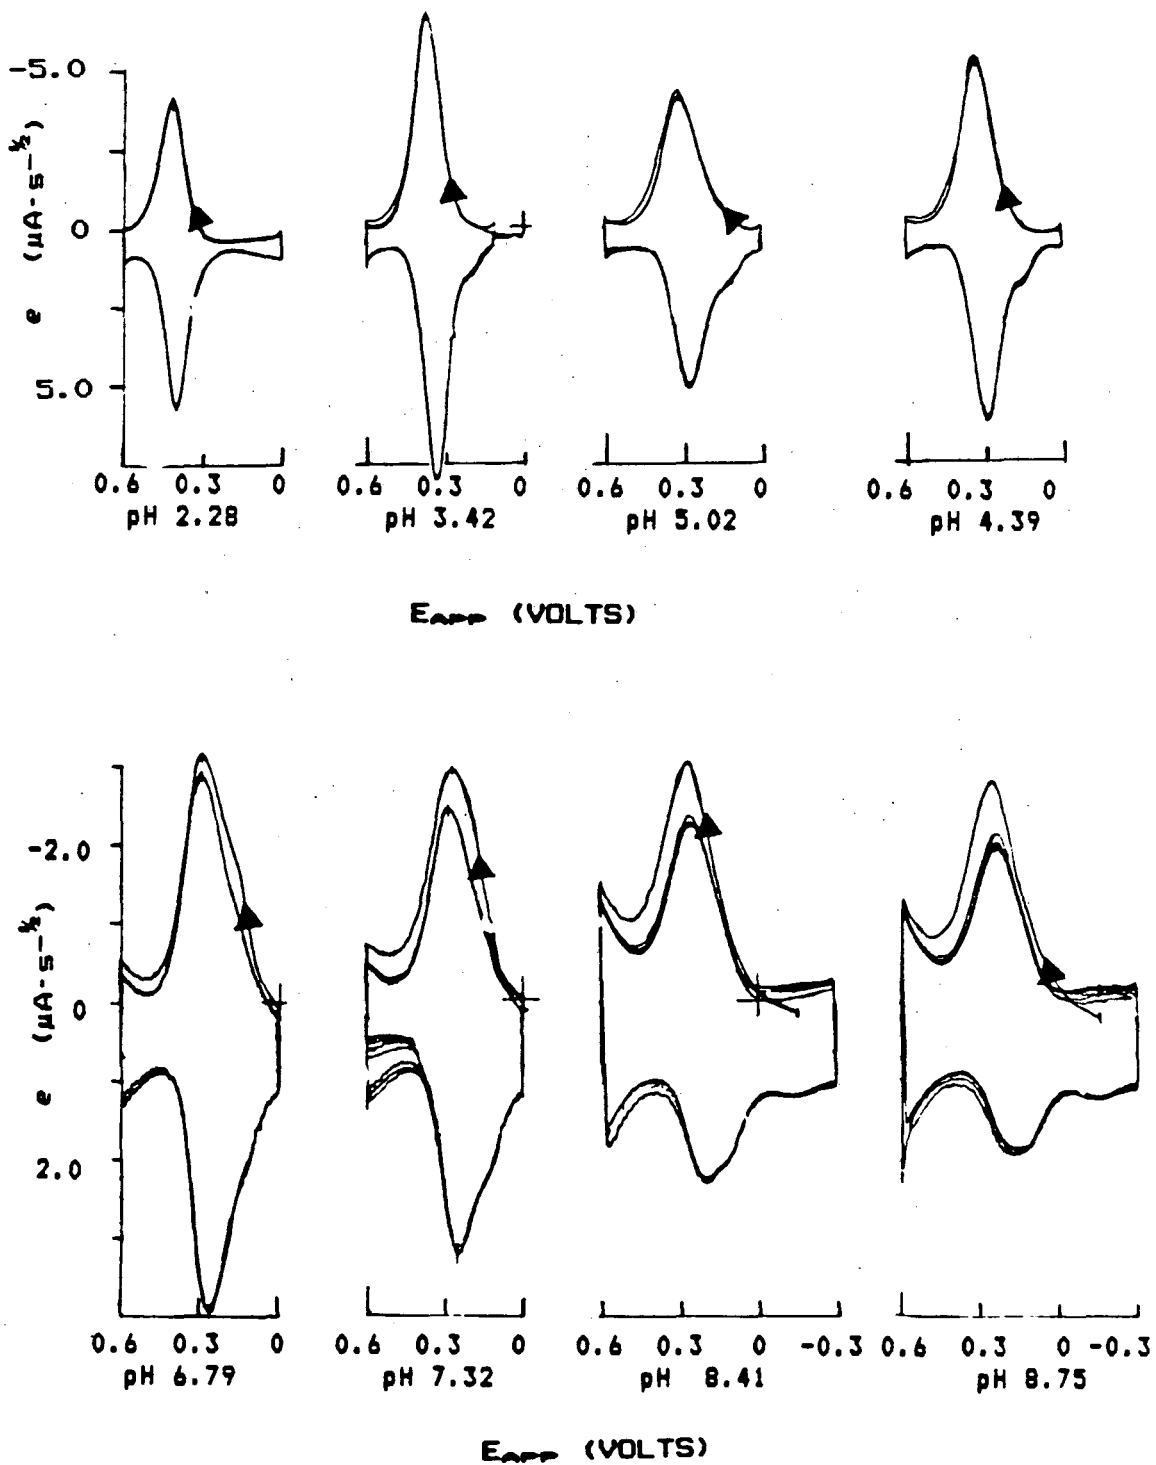 -5.0
0
5.0
e (μA-s-½)
0.6 0.3 0
pH 2.28
0.6 0.3 0
pH 3.42
0.6 0.3 0
pH 5.02
0.6 0.3 0
pH 4.39
EAPP (VOLTS)
-2.0
0
2.0
e (μA-s-½)
0.6 0.3 0
pH 6.79
0.6 0.3 0
pH 7.32
0.6 0.3 0 -0.3
pH 8.41
0.6 0.3 0 -0.3
pH 8.75
EAPP (VOLTS)